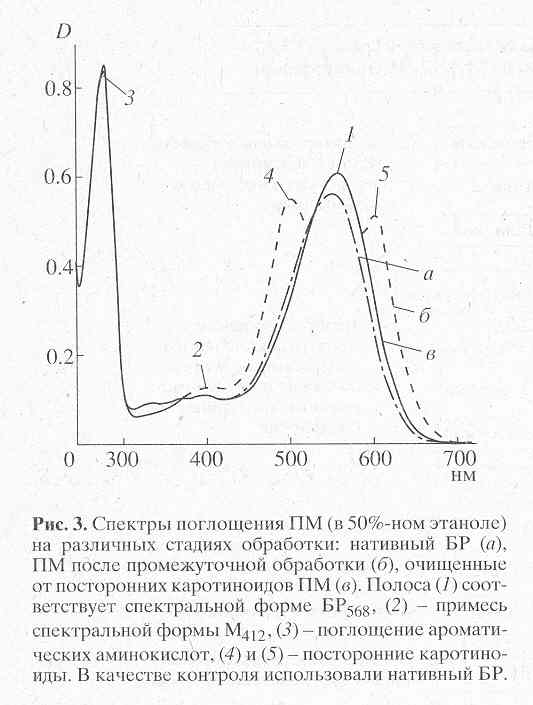 D
0.8
3
1
0.6
4
5
0.4
а
б
2
в
0.2
0 300 400 500 600 700
нм
Рис. 3. Спектры поглощения ПМ (в 50%-ном этаноле)
на различных стадиях обработки: нативный БР (а),
ПМ после промежуточной обработки (б), очищенные
от посторонних каротиноидов ПМ (в). Полоса (1) соот-
ветствует спектральной форме БР568, (2) – примесь
спектральной формы М412, (3) – поглощение аромати-
ческих аминокислот, (4) и (5) – посторонние каротино-
иды. В качестве контроля использовали нативный БР.